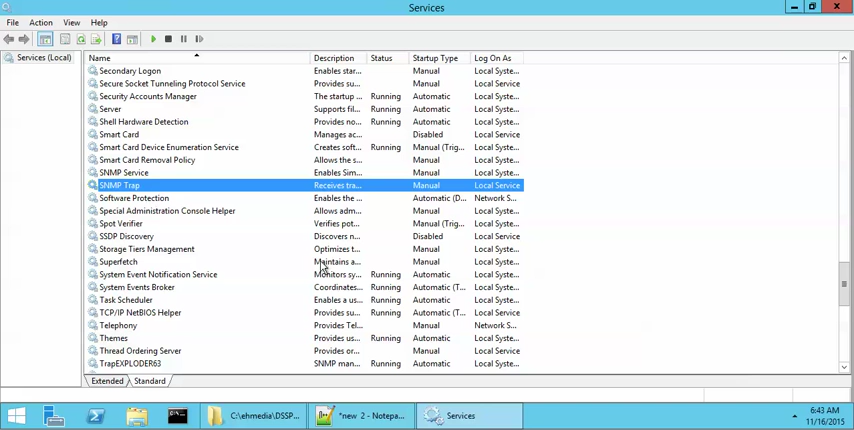 Services
File Action View Help
Services (Local)
Name Description Status Startup Type Log On As
Secondary Logon Enables star... Manual Local Syste...
Secure Socket Tunneling Protocol Service Provides su... Manual Local Service
Security Accounts Manager The startup ... Running Automatic Local Syste...
Server Supports fil... Running Automatic Local Syste...
Shell Hardware Detection Provides no... Running Automatic Local Syste...
Smart Card Manages ac... Disabled Local Service
Smart Card Device Enumeration Service Creates soft... Running Manual (Trig... Local Syste...
Smart Card Removal Policy Allows the s... Manual Local Syste...
SNMP Service Enables Sim... Manual Local Syste...
SNMP Trap Receives tra... Manual Local Service
Software Protection Enables the ... Automatic (D... Network S...
Special Administration Console Helper Allows adm... Manual Local Syste...
Spot Verifier Verifies pot... Manual (Trig... Local Syste...
SSDP Discovery Discovers n... Disabled Local Service
Storage Tiers Management Optimizes t... Manual Local Syste...
Superfetch Maintains a... Manual Local Syste...
System Event Notification Service Monitors sy... Running Automatic Local Syste...
System Events Broker Coordinates... Running Automatic (T... Local Syste...
Task Scheduler Enables a us... Running Automatic Local Syste...
TCP/IP NetBIOS Helper Provides su... Running Automatic (T... Local Service
Telephony Provides Tel... Manual Network S...
Themes Provides us... Running Automatic Local Syste...
Thread Ordering Server Provides or... Manual Local Service
TrapEXPLODER63 SNMP man... Running Automatic Local Syste...
Extended Standard
C:\ehmedia\DSSP... *new 2 - Notepa... Services
6:43 AM
11/16/2015